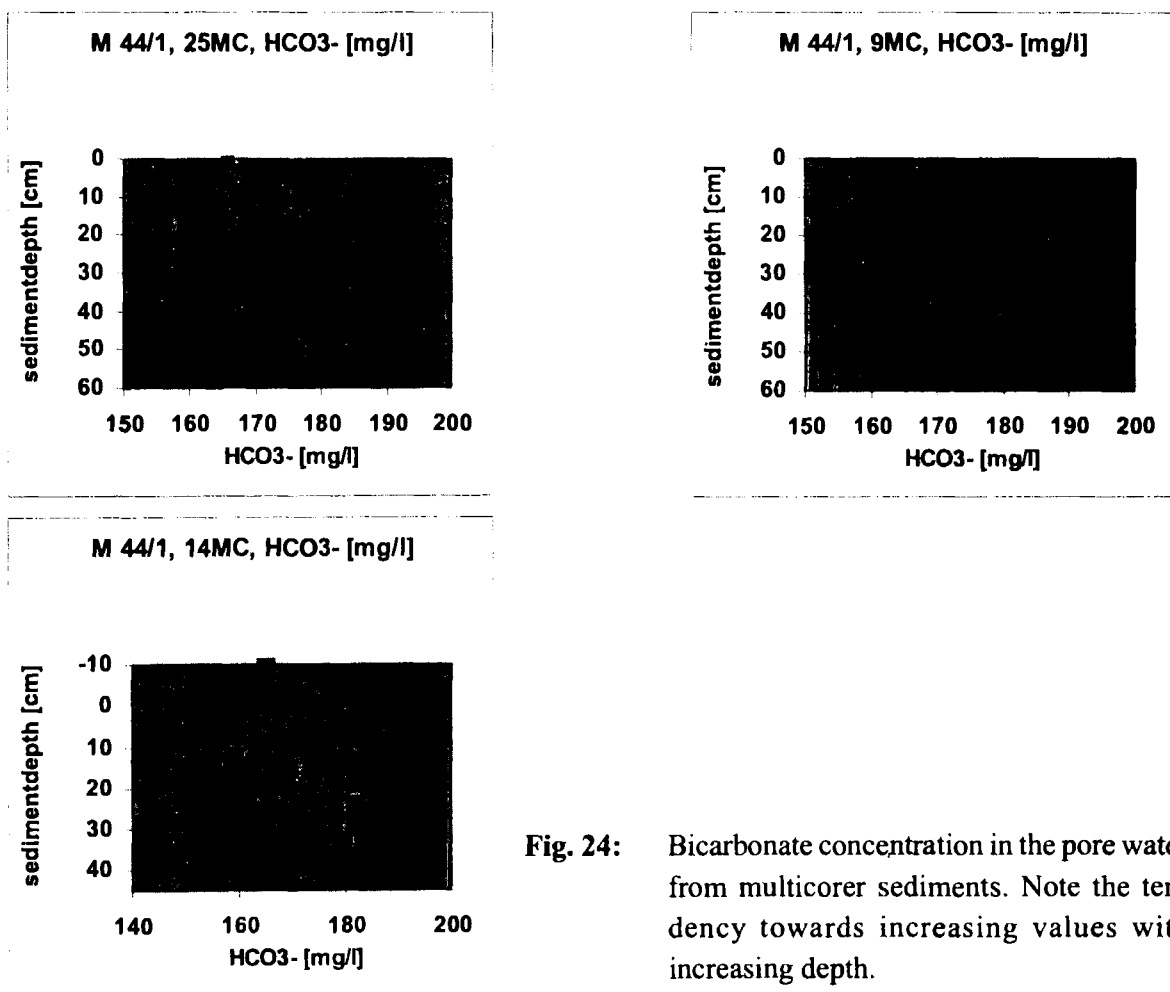 M 44/1, 25MC, HCO3- [mg/l]
sedimentdepth [cm]
0
10
20
30
40
50
60
150 160 170 180 190 200
HCO3- [mg/l]
M 44/1, 9MC, HCO3- [mg/l]
sedimentdepth [cm]
0
10
20
30
40
50
60
150 160 170 180 190 200
HCO3- [mg/l]
M 44/1, 14MC, HCO3- [mg/l]
sedimentdepth [cm]
-10
0
10
20
30
40
140 160 180 200
HCO3- [mg/l]
Fig. 24: Bicarbonate concentration in the pore wate
from multicorer sediments. Note the ten
dency towards increasing values wit
increasing depth.